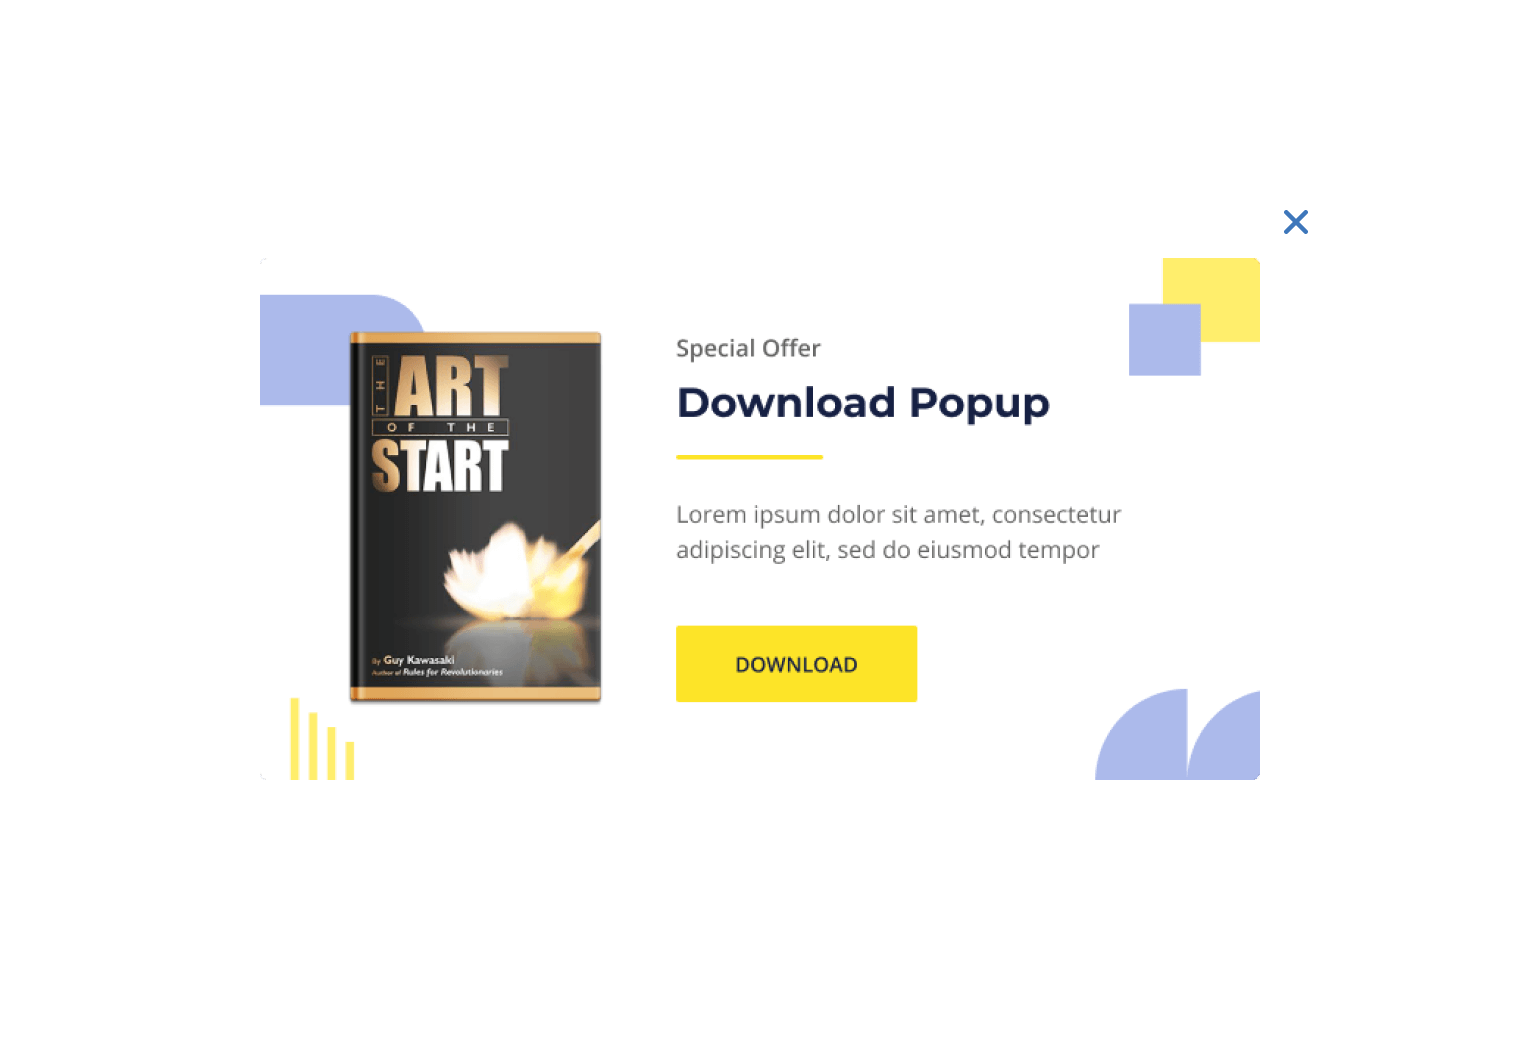 THE
ART
OF THE
START
By Guy Kawasaki
Author of Rules for Revolutionaries
Special Offer
Download Popup
Lorem ipsum dolor sit amet, consectetur
adipiscing elit, sed do eiusmod tempor
DOWNLOAD